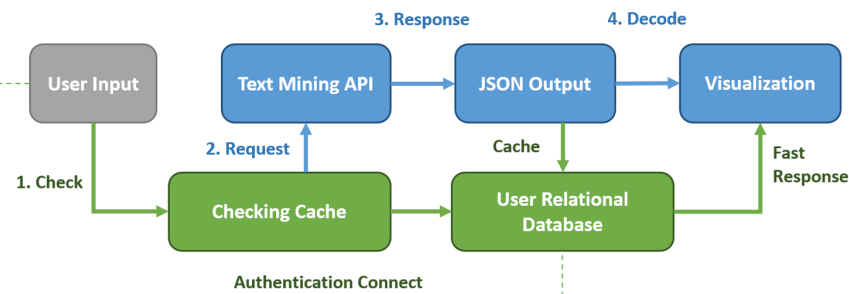 3. Response
4. Decode
User Input
Text Mining API
JSON Output
Visualization
2. Request
Cache
Fast
Response
1. Check
Checking Cache
User Relational
Database
Authentication Connect